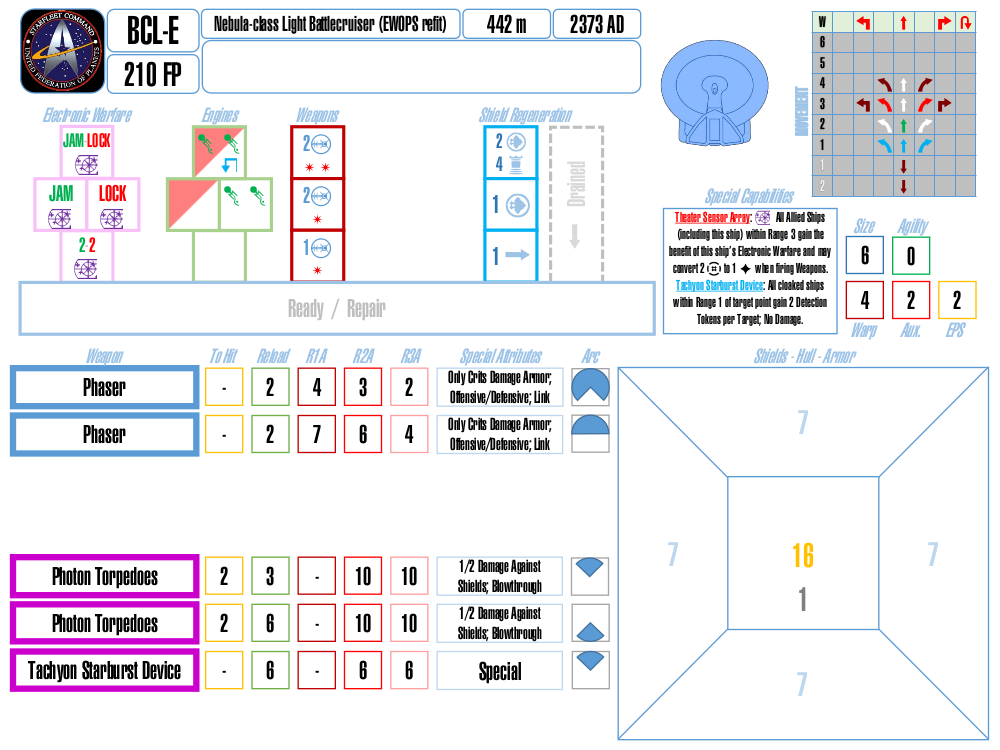 STARFLEET COMMAND
UNITED FEDERATION OF PLANETS
BCL-E
210 FP
Nebula-class Light Battlecruiser (EWOPS refit)
442 m
2373 AD
Electronic Warfare
JAM LOCK
JAM
LOCK
2-2
Engines
Weapons
2
2
1
Shield Regeneration
2
4
1
1
Drained
Ready / Repair
MOVEMENT
W
6
5
4
3
2
1
1
2
Special Capabilities
Theater Sensor Array: All Allied Ships
(including this ship) within Range 3 gain the
benefit of this ship's Electronic Warfare and may
convert 2 to 1 when firing Weapons.
Tachyon Starburst Device: All cloaked ships
within Range 1 of target point gain 2 Detection
Tokens per Target; No Damage.
Size Agility
6 0
4 2 2
Warp Aux. EPS
Weapon To Hit Reload R1A R2A R3A Special Attributes Arc
Phaser - 2 4 3 2 Only Crits Damage Armor;
Offensive/Defensive; Link
Phaser - 2 7 6 4 Only Crits Damage Armor;
Offensive/Defensive; Link
Photon Torpedoes 2 3 - 10 10 1/2 Damage Against
Shields; Blowthrough
Photon Torpedoes 2 6 - 10 10 1/2 Damage Against
Shields; Blowthrough
Tachyon Starburst Device - 6 - 6 6 Special
Shields - Hull - Armor
7
7 16 7
1
7